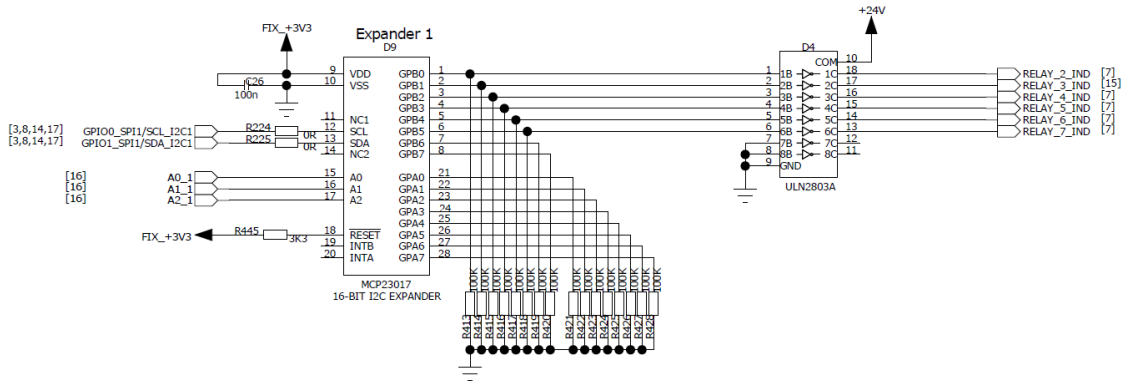 +24V
FIX_+3V3
Expander 1
D9
D4
COM 10
9 VDD GPB0 1
10 VSS GPB1 2
C26
100n
11 NC1 GPB2 3
12 SCL GPB3 4
13 SDA GPB4 5
14 NC2 GPB5 6
GPB6 7
GPB7 8
1 1B 1C 18 RELAY_2_IND [7]
2 2B 2C 17 RELAY_3_IND [15]
3 3B 3C 16 RELAY_4_IND [7]
4 4B 4C 15 RELAY_5_IND [7]
5 5B 5C 14 RELAY_6_IND [7]
6 6B 6C 13 RELAY_7_IND [7]
7 7B 7C 12
8 8B 8C 11
9 GND
ULN2803A
[3,8,14,17] GPIO0_SPI1/SCL_I2C1 R224 0R
[3,8,14,17] GPIO1_SPI1/SDA_I2C1 R225 0R
[16] A0_1 15 A0 GPA0 21
[16] A1_1 16 A1 GPA1 22
[16] A2_1 17 A2 GPA2 23
GPA3 24
GPA4 25
FIX_+3V3 R445 3K3 18 RESET GPA5 26
19 INTB GPA6 27
20 INTA GPA7 28
MCP23017
16-BIT I2C EXPANDER
100K 100K 100K 100K 100K 100K 100K 100K 100K 100K 100K 100K 100K 100K 100K 100K
R413 R414 R415 R416 R417 R418 R419 R420 R421 R422 R423 R424 R425 R426 R427 R428